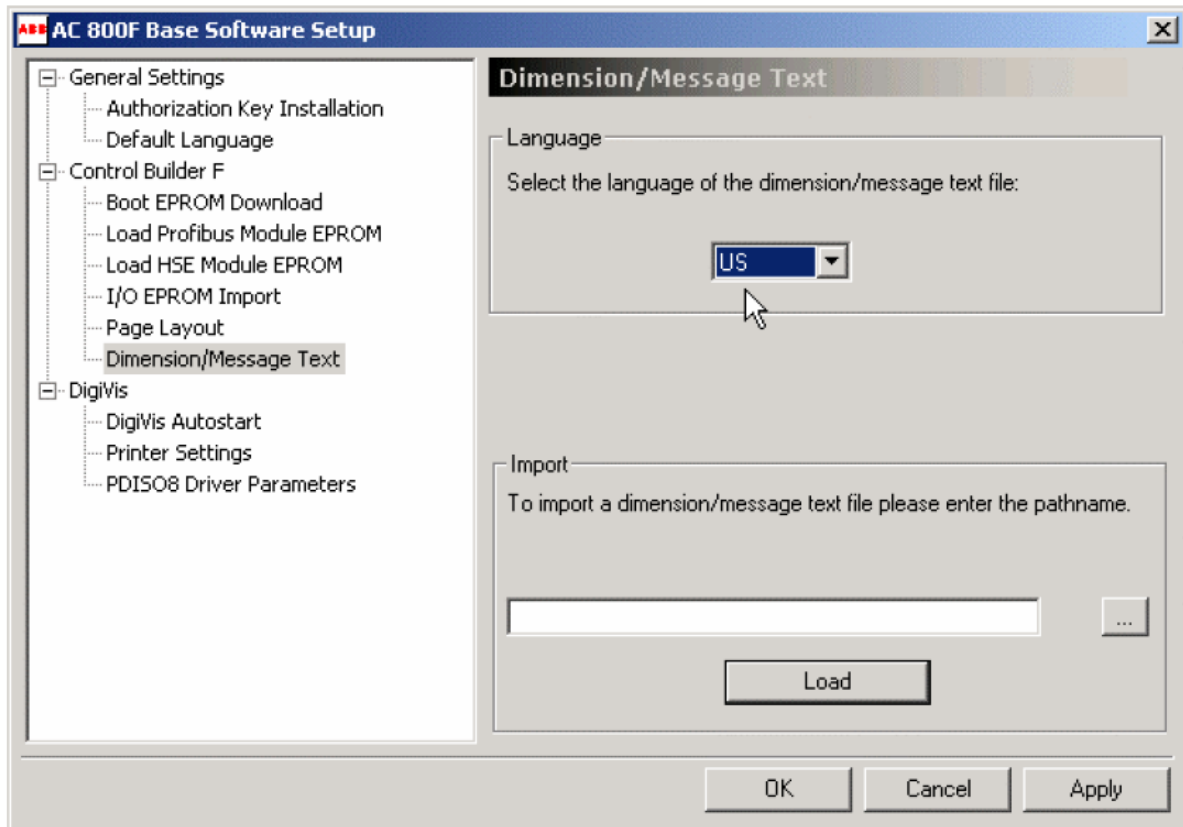 ABB AC 800F Base Software Setup
General Settings
Authorization Key Installation
Default Language
Control Builder F
Boot EPROM Download
Load Profibus Module EPROM
Load HSE Module EPROM
I/O EPROM Import
Page Layout
Dimension/Message Text
DigiVis
DigiVis Autostart
Printer Settings
PDISO8 Driver Parameters
Dimension/Message Text
Language
Select the language of the dimension/message text file:
US
Import
To import a dimension/message text file please enter the pathname.
...
Load
OK Cancel Apply